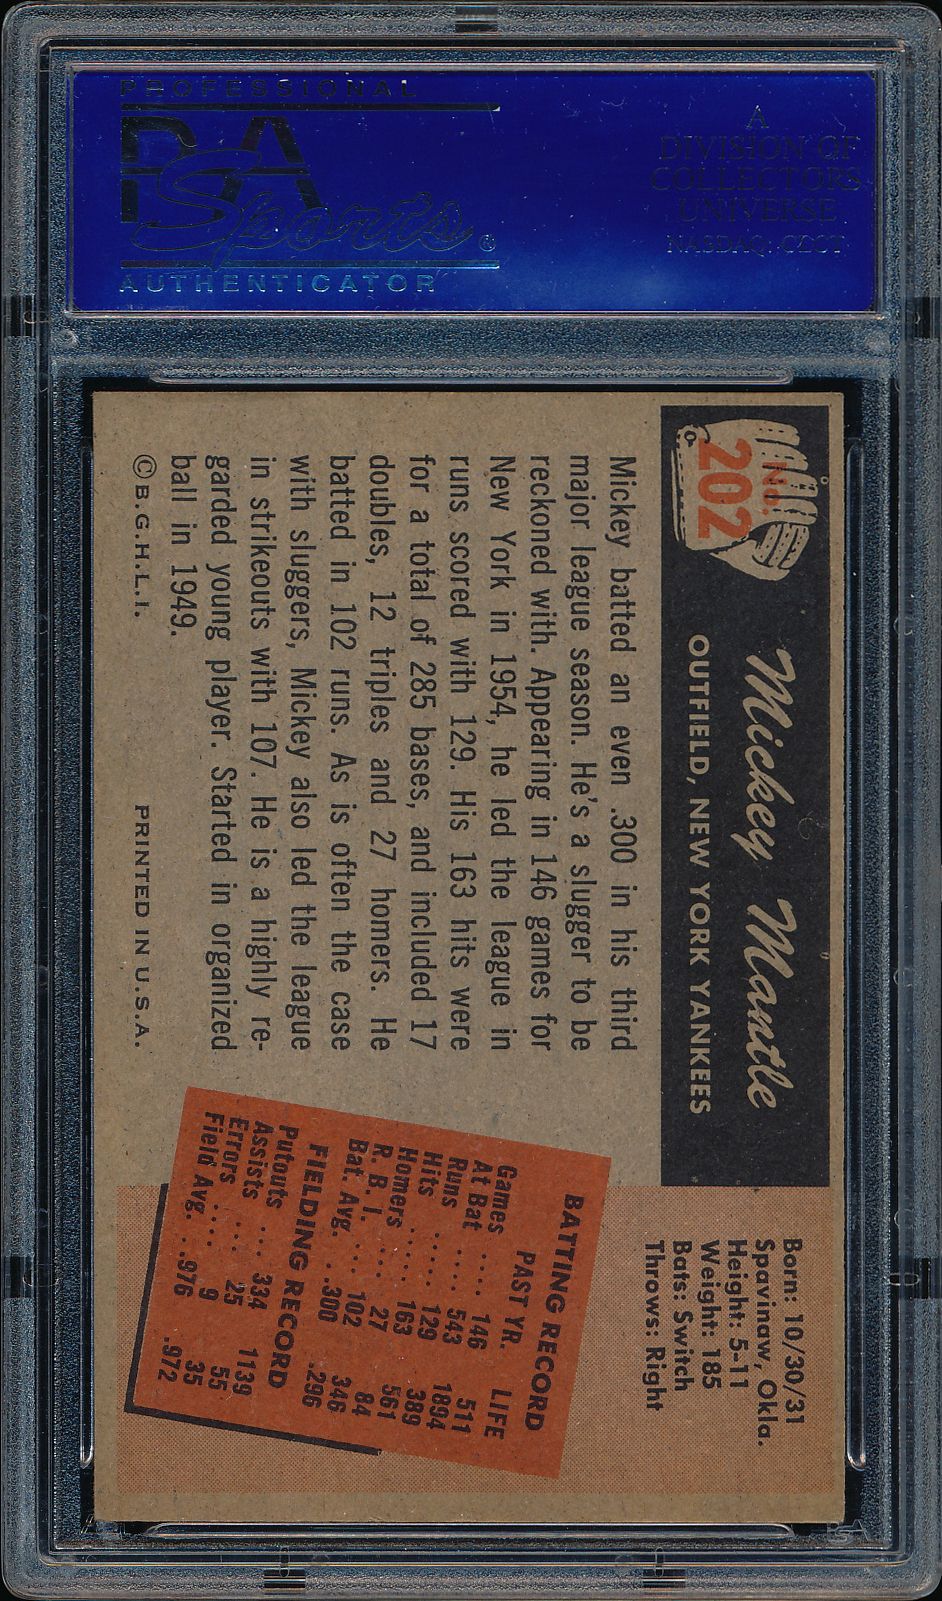 PROFESSIONAL
PSA
Sports
®
AUTHENTICATOR
A
DIVISION OF
COLLECTORS
UNIVERSE
NASDAQ: CLCT
No.
202
Mickey Mantle
OUTFIELD, NEW YORK YANKEES
Born: 10/30/31
Spavinaw, Okla.
Height: 5-11
Weight: 185
Bats: Switch
Throws: Right
Mickey batted an even .300 in his third
major league season. He's a slugger to be
reckoned with. Appearing in 146 games for
New York in 1954, he led the league in
runs scored with 129. His 163 hits were
for a total of 285 bases, and included 17
doubles, 12 triples and 27 homers. He
batted in 102 runs. As is often the case
with sluggers, Mickey also led the league
in strikeouts with 107. He is a highly re-
garded young player. Started in organized
ball in 1949.
©B.G.H.L.I. PRINTED IN U.S.A.
BATTING RECORD
PAST YR. LIFE
Games .... 146 511
At Bat .... 543 1894
Runs ..... 129 389
Hits ..... 163 561
Homers .... 27 84
R. B. I. .... 102 346
Bat. Avg. ... .300 .296
FIELDING RECORD
Putouts ... 334 1139
Assists .... 25 55
Errors .... 9 35
Field Avg. .. .976 .972